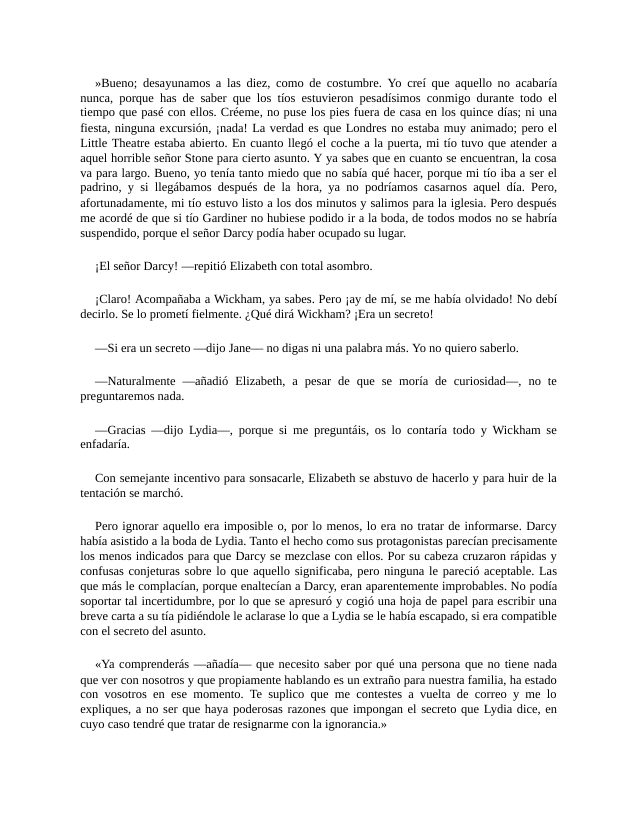 »Bueno; desayunamos a las diez, como de costumbre. Yo creí que aquello no acabaría
nunca, porque has de saber que los tíos estuvieron pesadísimos conmigo durante todo el
tiempo que pasé con ellos. Créeme, no puse los pies fuera de casa en los quince días; ni una
fiesta, ninguna excursión, ¡nada! La verdad es que Londres no estaba muy animado; pero el
Little Theatre estaba abierto. En cuanto llegó el coche a la puerta, mi tío tuvo que atender a
aquel horrible señor Stone para cierto asunto. Y ya sabes que en cuanto se encuentran, la cosa
va para largo. Bueno, yo tenía tanto miedo que no sabía qué hacer, porque mi tío iba a ser el
padrino, y si llegábamos después de la hora, ya no podríamos casarnos aquel día. Pero,
afortunadamente, mi tío estuvo listo a los dos minutos y salimos para la iglesia. Pero después
me acordé de que si tío Gardiner no hubiese podido ir a la boda, de todos modos no se habría
suspendido, porque el señor Darcy podía haber ocupado su lugar.
¡El señor Darcy! —repitió Elizabeth con total asombro.
¡Claro! Acompañaba a Wickham, ya sabes. Pero ¡ay de mí, se me había olvidado! No debí
decirlo. Se lo prometí fielmente. ¿Qué dirá Wickham? ¡Era un secreto!
—Si era un secreto —dijo Jane— no digas ni una palabra más. Yo no quiero saberlo.
—Naturalmente —añadió Elizabeth, a pesar de que se moría de curiosidad—, no te
preguntaremos nada.
—Gracias —dijo Lydia—, porque si me preguntáis, os lo contaría todo y Wickham se
enfadaría.
Con semejante incentivo para sonsacarle, Elizabeth se abstuvo de hacerlo y para huir de la
tentación se marchó.
Pero ignorar aquello era imposible o, por lo menos, lo era no tratar de informarse. Darcy
había asistido a la boda de Lydia. Tanto el hecho como sus protagonistas parecían precisamente
los menos indicados para que Darcy se mezclase con ellos. Por su cabeza cruzaron rápidas y
confusas conjeturas sobre lo que aquello significaba, pero ninguna le pareció aceptable. Las
que más le complacían, porque enaltecían a Darcy, eran aparentemente improbables. No podía
soportar tal incertidumbre, por lo que se apresuró y cogió una hoja de papel para escribir una
breve carta a su tía pidiéndole le aclarase lo que a Lydia se le había escapado, si era compatible
con el secreto del asunto.
«Ya comprenderás —añadía— que necesito saber por qué una persona que no tiene nada
que ver con nosotros y que propiamente hablando es un extraño para nuestra familia, ha estado
con vosotros en ese momento. Te suplico que me contestes a vuelta de correo y me lo
expliques, a no ser que haya poderosas razones que impongan el secreto que Lydia dice, en
cuyo caso tendré que tratar de resignarme con la ignorancia.»